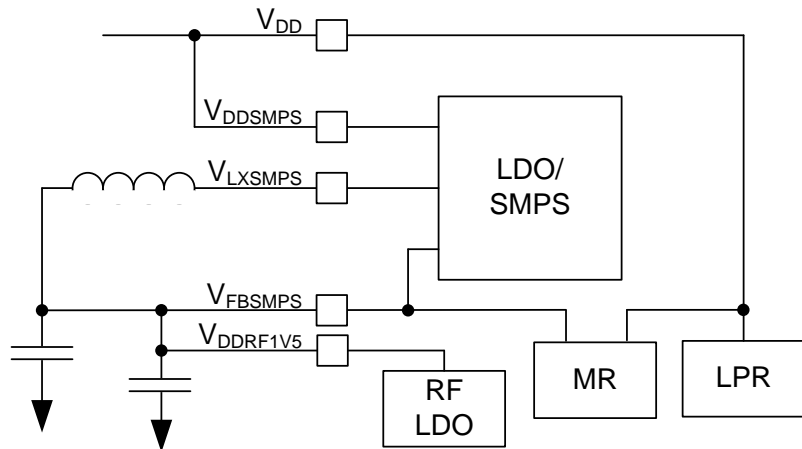 VDD
VDDSMPS
LDO/
SMPS
VLXSMPS
VFBSMPS
VDDRF1V5
RF
LDO
MR
LPR